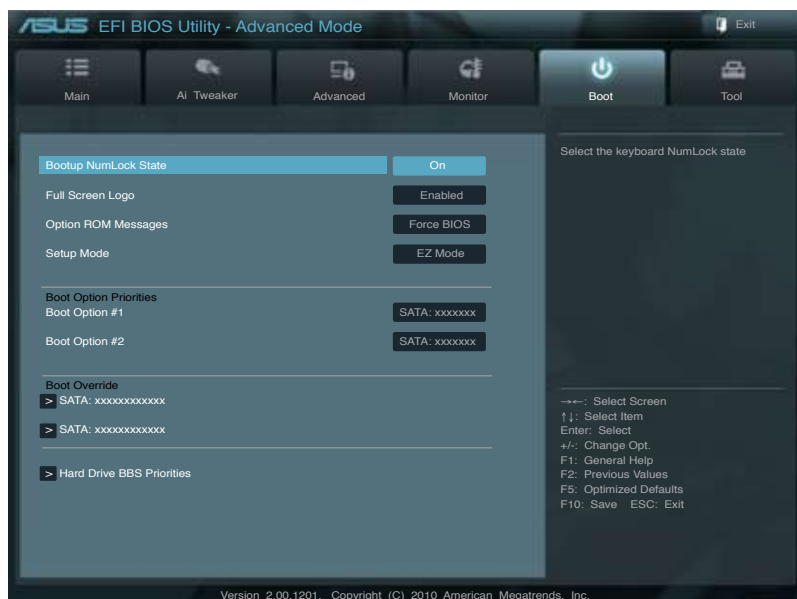 ASUS EFI BIOS Utility - Advanced Mode
Exit
Main
Ai Tweaker
Advanced
Monitor
Boot
Tool
Bootup NumLock State On
Full Screen Logo Enabled
Option ROM Messages Force BIOS
Setup Mode EZ Mode
Boot Option Priorities
Boot Option #1 SATA: xxxxxxx
Boot Option #2 SATA: xxxxxxx
Boot Override
> SATA: xxxxxxxxxxxx
> SATA: xxxxxxxxxxxx
> Hard Drive BBS Priorities
Select the keyboard NumLock state
→←: Select Screen
↑↓: Select Item
Enter: Select
+/-: Change Opt.
F1: General Help
F2: Previous Values
F5: Optimized Defaults
F10: Save ESC: Exit
Version 2.00.1201. Copyright (C) 2010 American Megatrends, Inc.